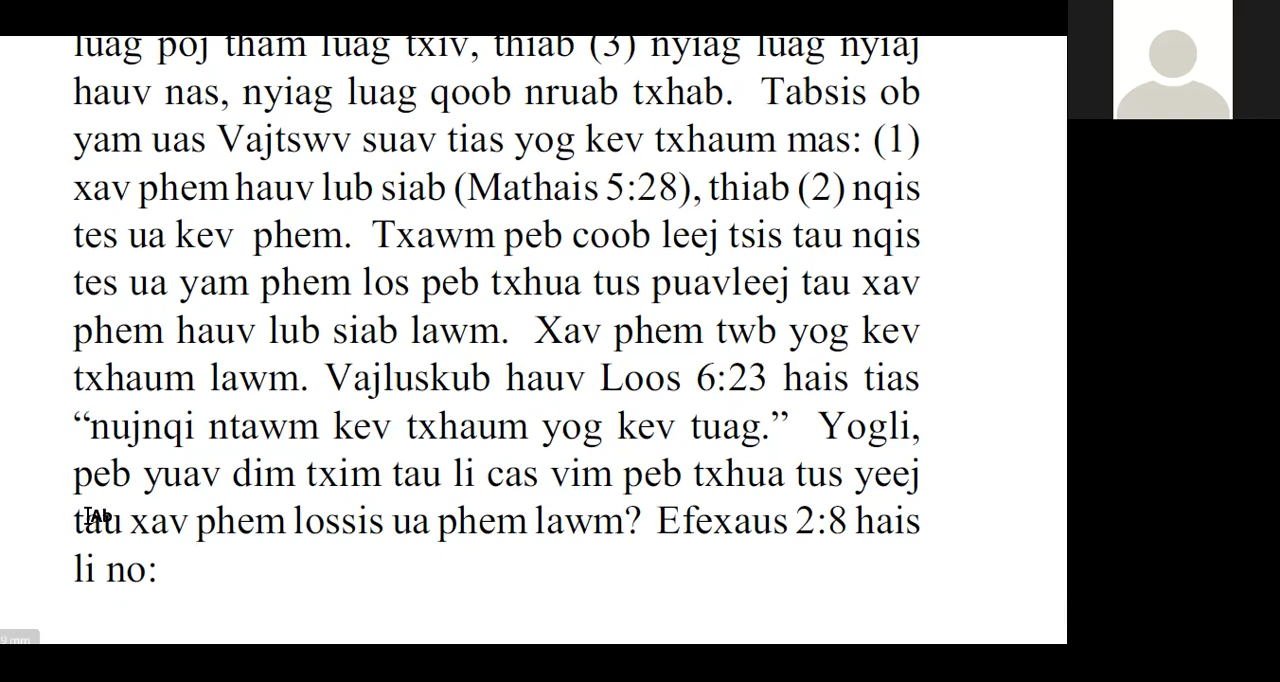 luag poj tham luag txiv, thiab (3) nyiag luag nyiaj
hauv nas, nyiag luag qoob nruab txhab. Tabsis ob
yam uas Vajtswv suav tias yog kev txhaum mas: (1)
xav phem hauv lub siab (Mathais 5:28), thiab (2) nqis
tes ua kev phem. Txawm peb coob leej tsis tau nqis
tes ua yam phem los peb txhua tus puavleej tau xav
phem hauv lub siab lawm. Xav phem twb yog kev
txhaum lawm. Vajluskub hauv Loos 6:23 hais tias
“nujnqi ntawm kev txhaum yog kev tuag.” Yogli,
peb yuav dim txim tau li cas vim peb txhua tus yeej
tau xav phem lossis ua phem lawm? Efexaus 2:8 hais
li no:
9 mm